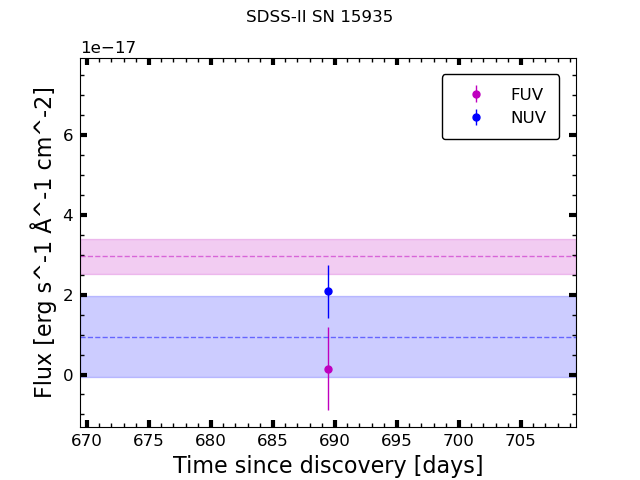 SDSS-II SN 15935
1e−17
FUV
NUV
6
4
2
0
Flux [erg s^-1 Å^-1 cm^-2]
670 675 680 685 690 695 700 705
Time since discovery [days]